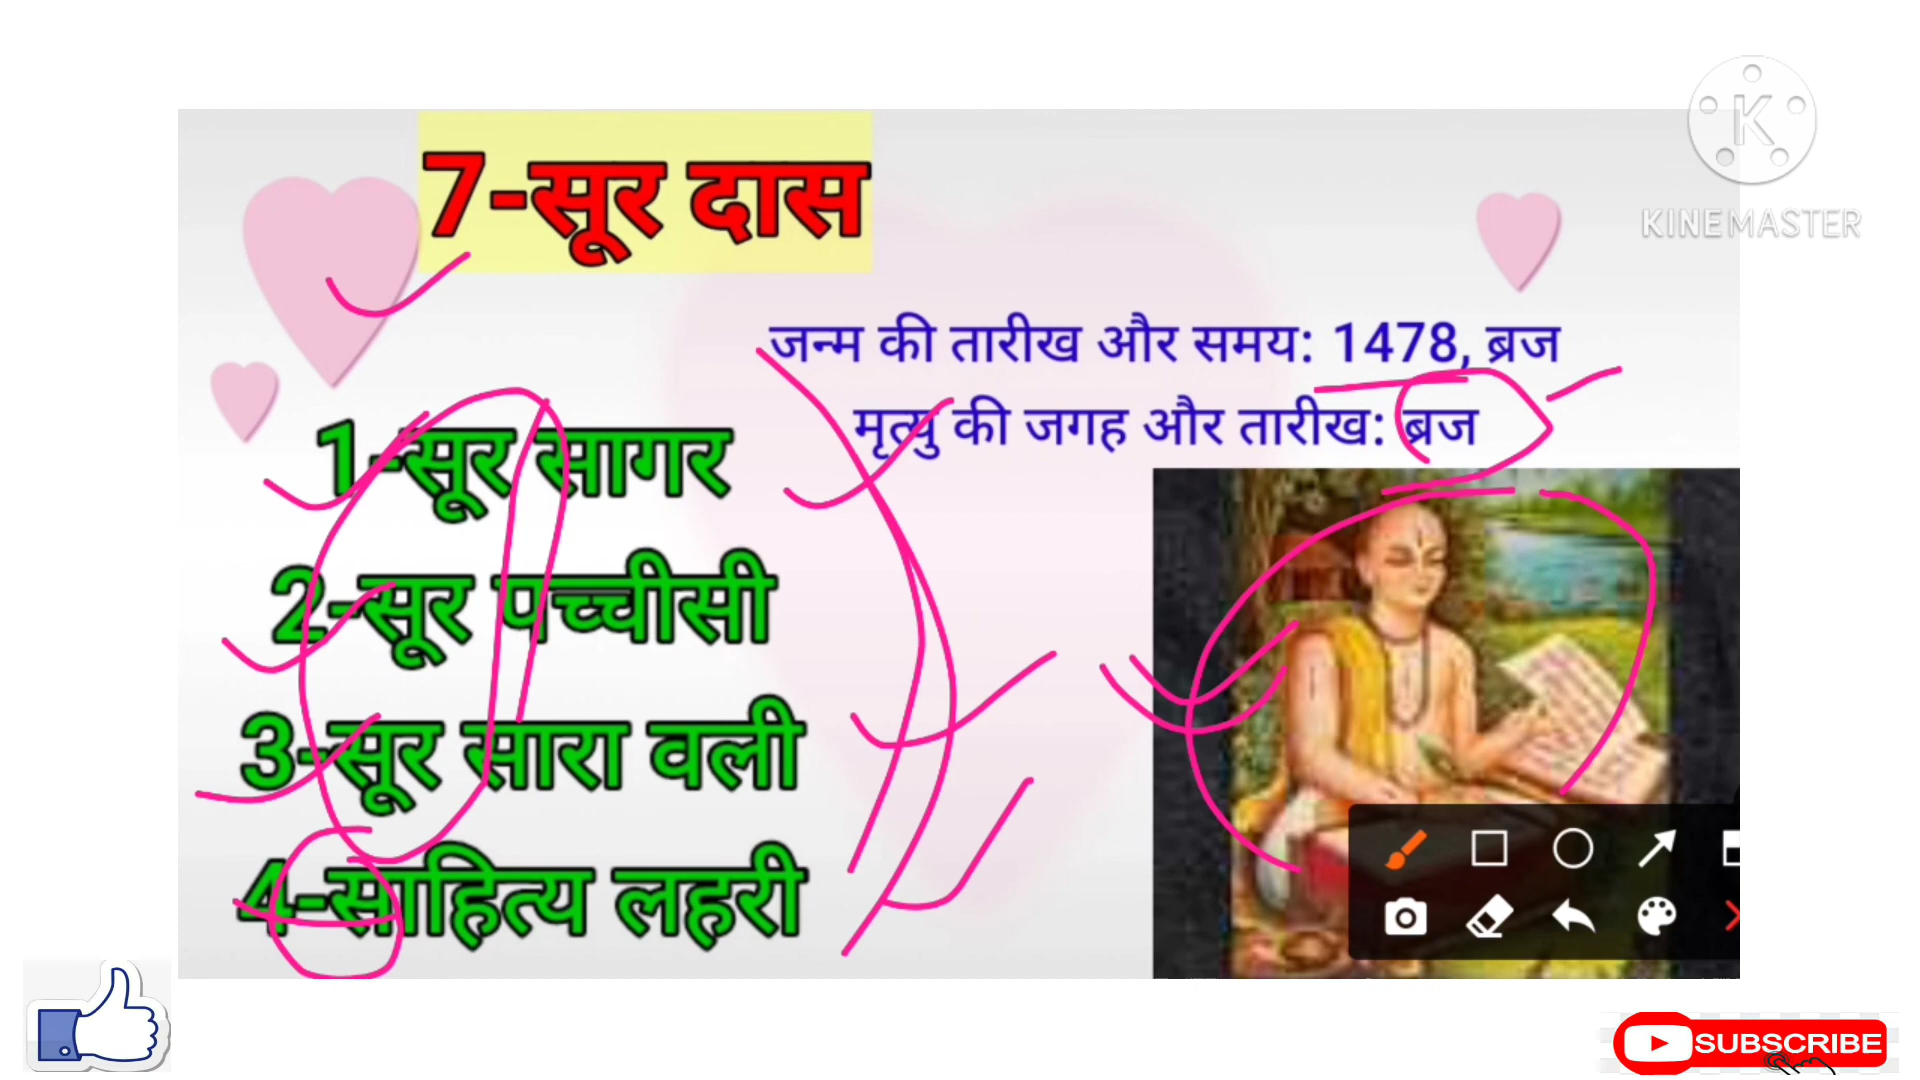 KINEMASTER
7-सूर दास
जन्म की तारीख और समय: 1478, ब्रज
मृत्यु की जगह और तारीख: ब्रज
1-सूर सागर
2-सूर पच्चीसी
3-सूर सारा वली
4-साहित्य लहरी
SUBSCRIBE